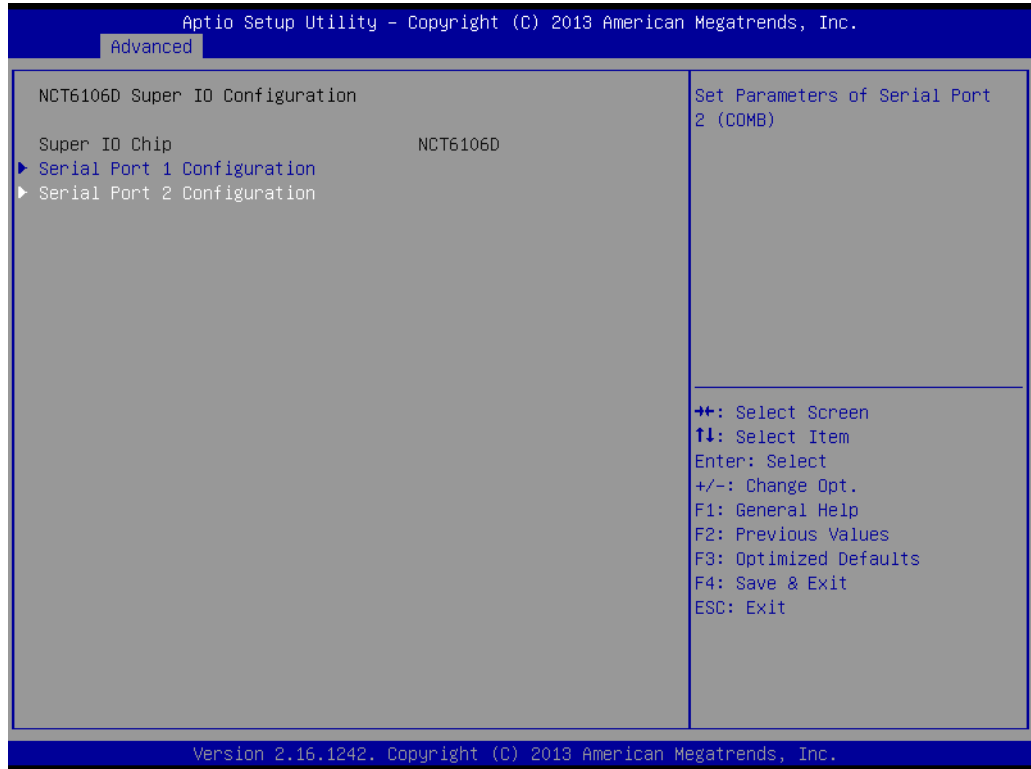 Aptio Setup Utility – Copyright (C) 2013 American Megatrends, Inc.
Advanced
NCT6106D Super IO Configuration
Super IO Chip NCT6106D
Serial Port 1 Configuration
Serial Port 2 Configuration
Set Parameters of Serial Port
2 (COMB)
→←: Select Screen
↑↓: Select Item
Enter: Select
+/-: Change Opt.
F1: General Help
F2: Previous Values
F3: Optimized Defaults
F4: Save & Exit
ESC: Exit
Version 2.16.1242. Copyright (C) 2013 American Megatrends, Inc.